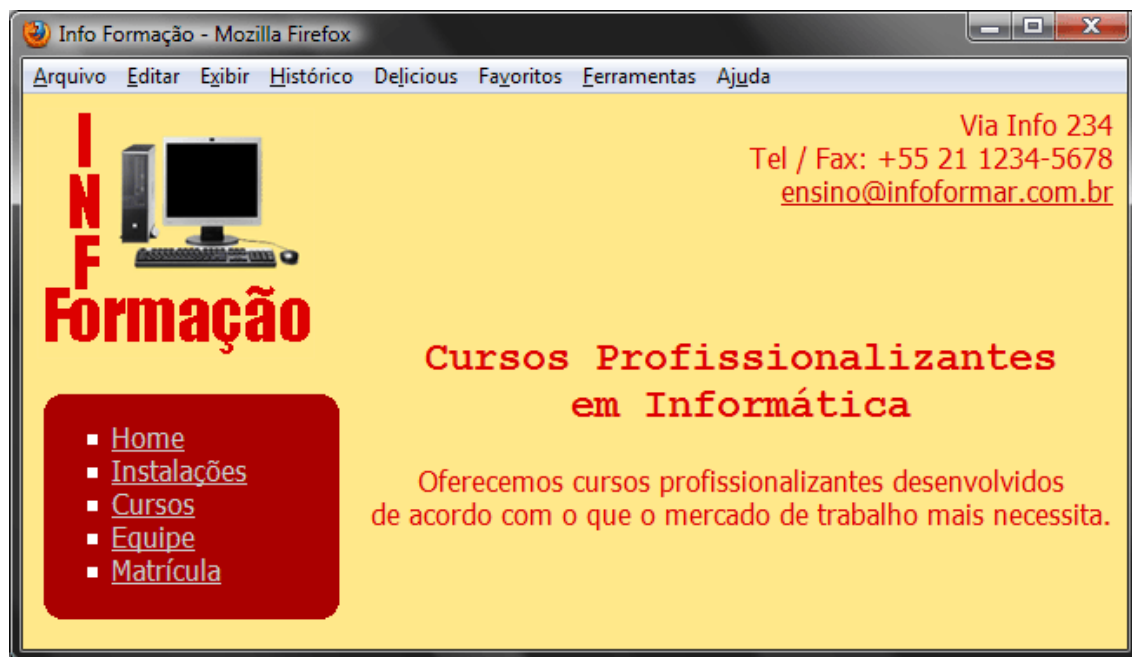 Info Formação - Mozilla Firefox
Arquivo Editar Exibir Histórico Delicious Favoritos Ferramentas Ajuda
INF
Formação
Via Info 234
Tel / Fax: +55 21 1234-5678
ensino@infoformar.com.br
Cursos Profissionalizantes
em Informática
Home
Instalações
Cursos
Equipe
Matrícula
Oferecemos cursos profissionalizantes desenvolvidos
de acordo com o que o mercado de trabalho mais necessita.